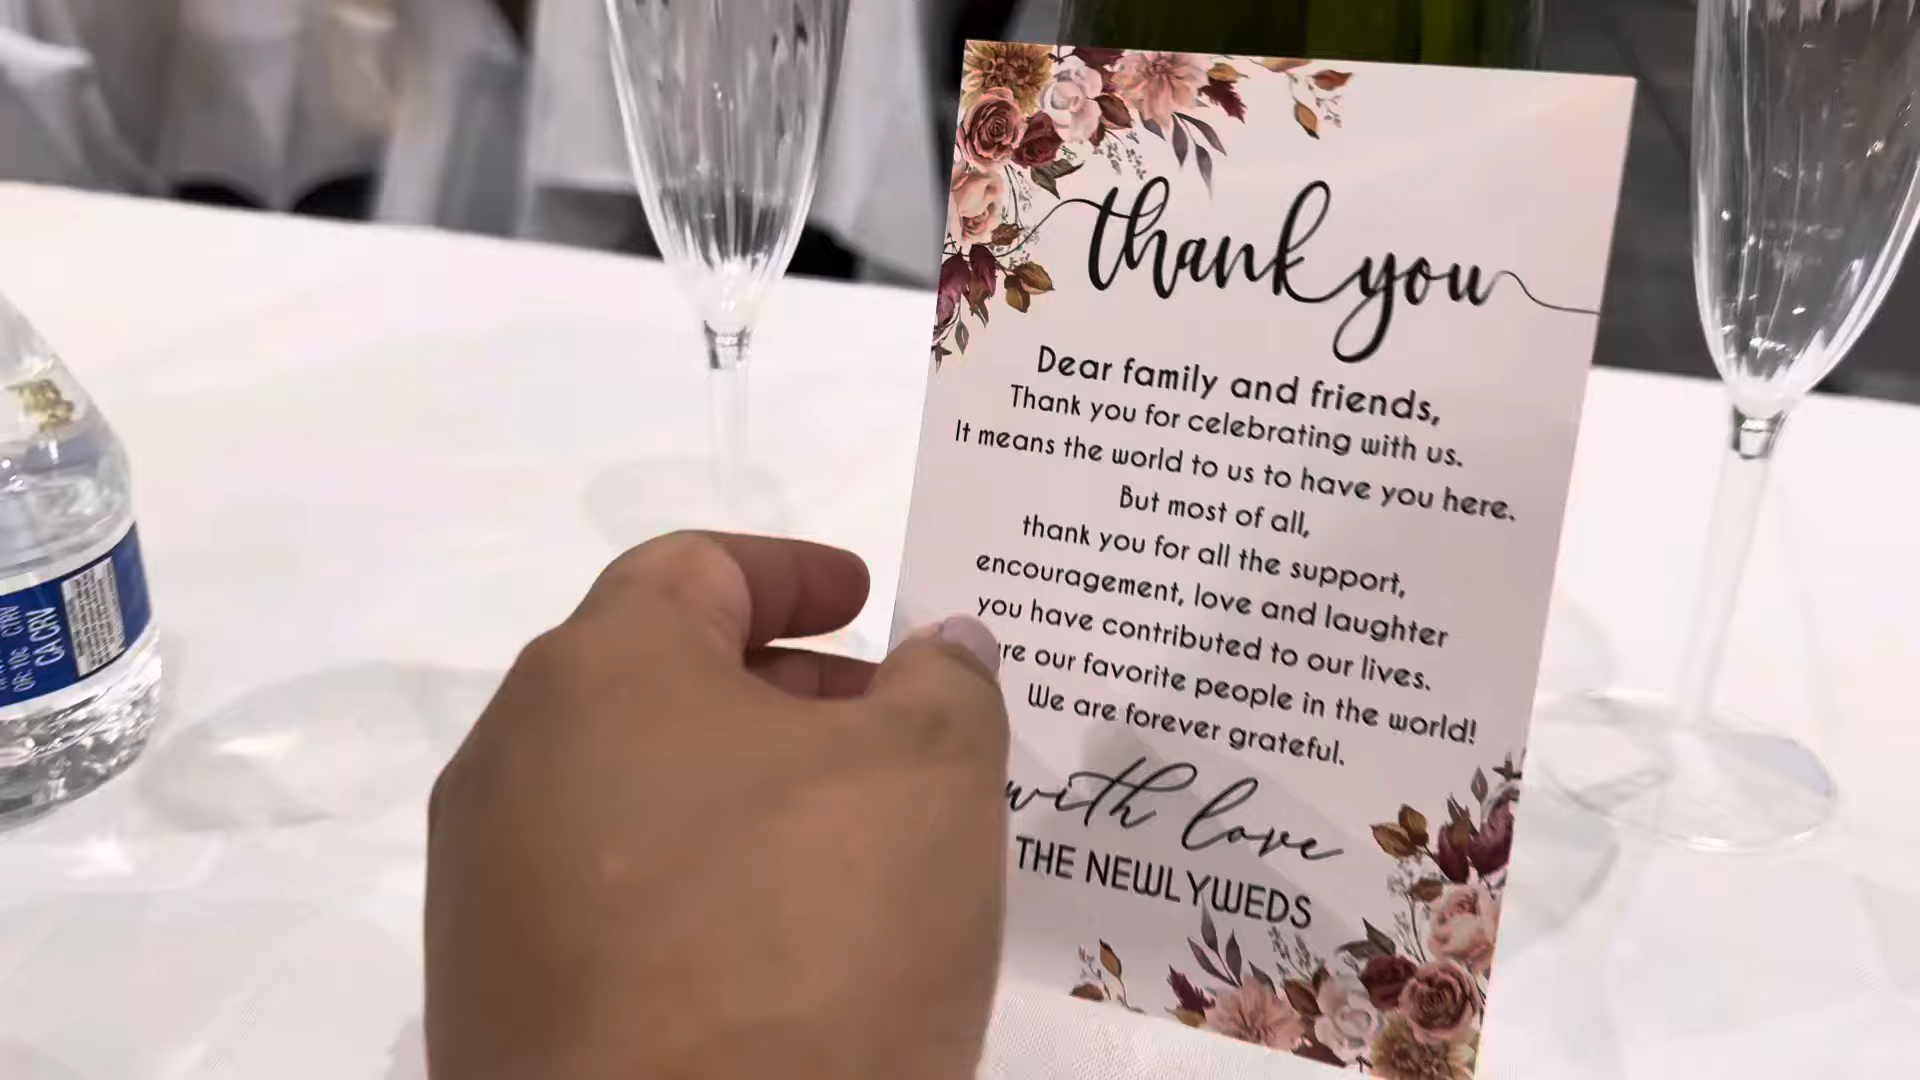 thank you
Dear family and friends,
Thank you for celebrating with us.
It means the world to us to have you here.
But most of all,
thank you for all the support,
encouragement, love and laughter
you have contributed to our lives.
our favorite people in the world!
We are forever grateful.
with love
THE NEWLYWEDS
CA CRV